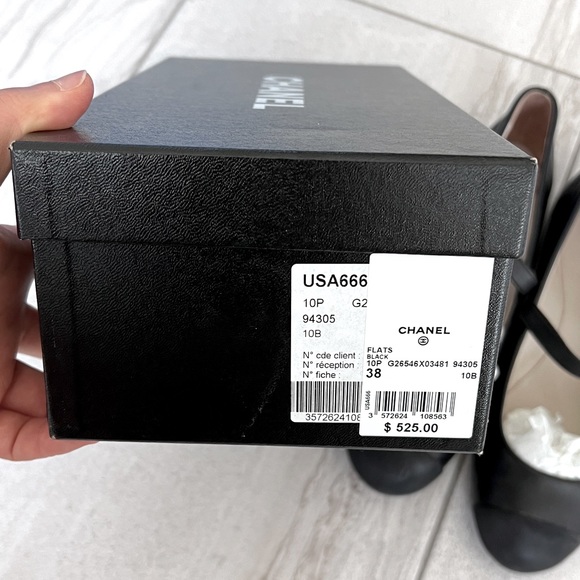 CHANEL
USA666
10P G2
94305
10B
N° cde client :
N° réception :
N° fiche :
3572624108
CHANEL
FLATS
BLACK
10P G26546X03481 94305
38 10B
USA666
3 572624 108563
$ 525.00